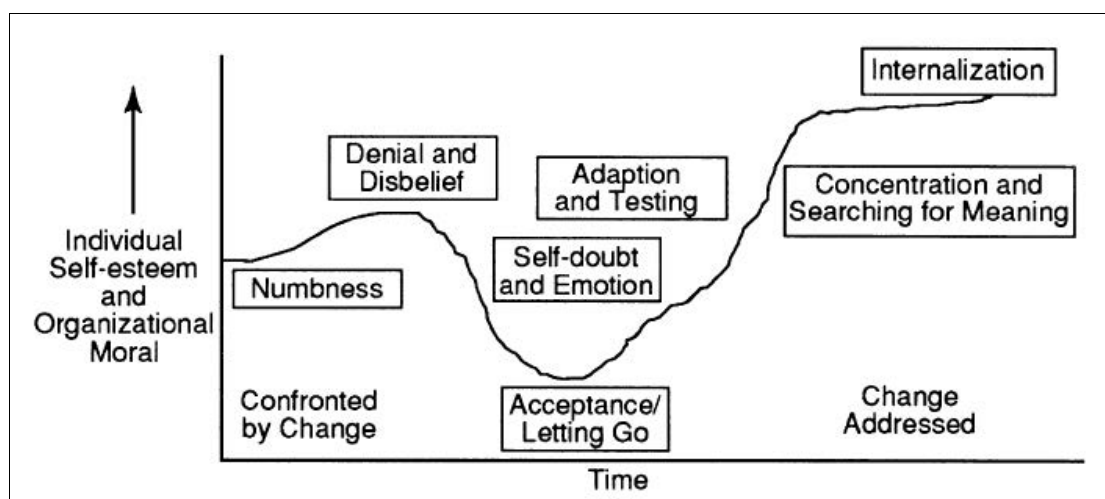 Internalization
Denial and
Disbelief
Adaption
and Testing
Concentration and
Searching for Meaning
Individual
Self-esteem
and
Organizational
Moral
Numbness
Self-doubt
and Emotion
Confronted
by Change
Acceptance/
Letting Go
Change
Addressed
Time